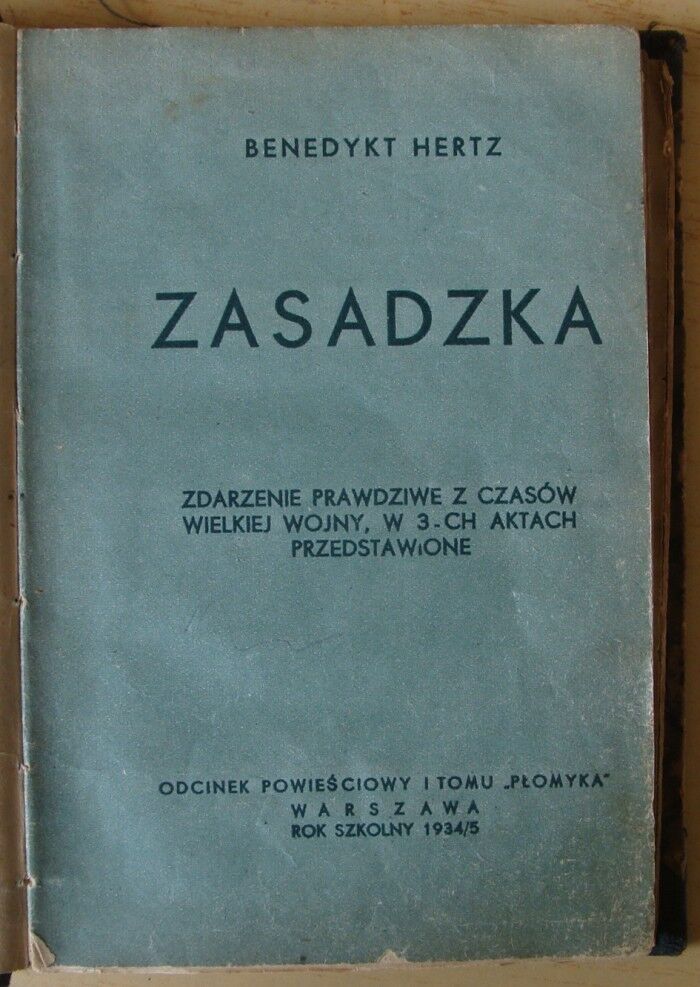 BENEDYKT HERTZ
ZASADZKA
ZDARZENIE PRAWDZIWE Z CZASÓW
WIELKIEJ WOJNY, W 3-CH AKTACH
PRZEDSTAWiONE
ODCINEK POWIEŚCIOWY I TOMU „PŁOMYKA"
WARSZAWA
ROK SZKOLNY 1934/5